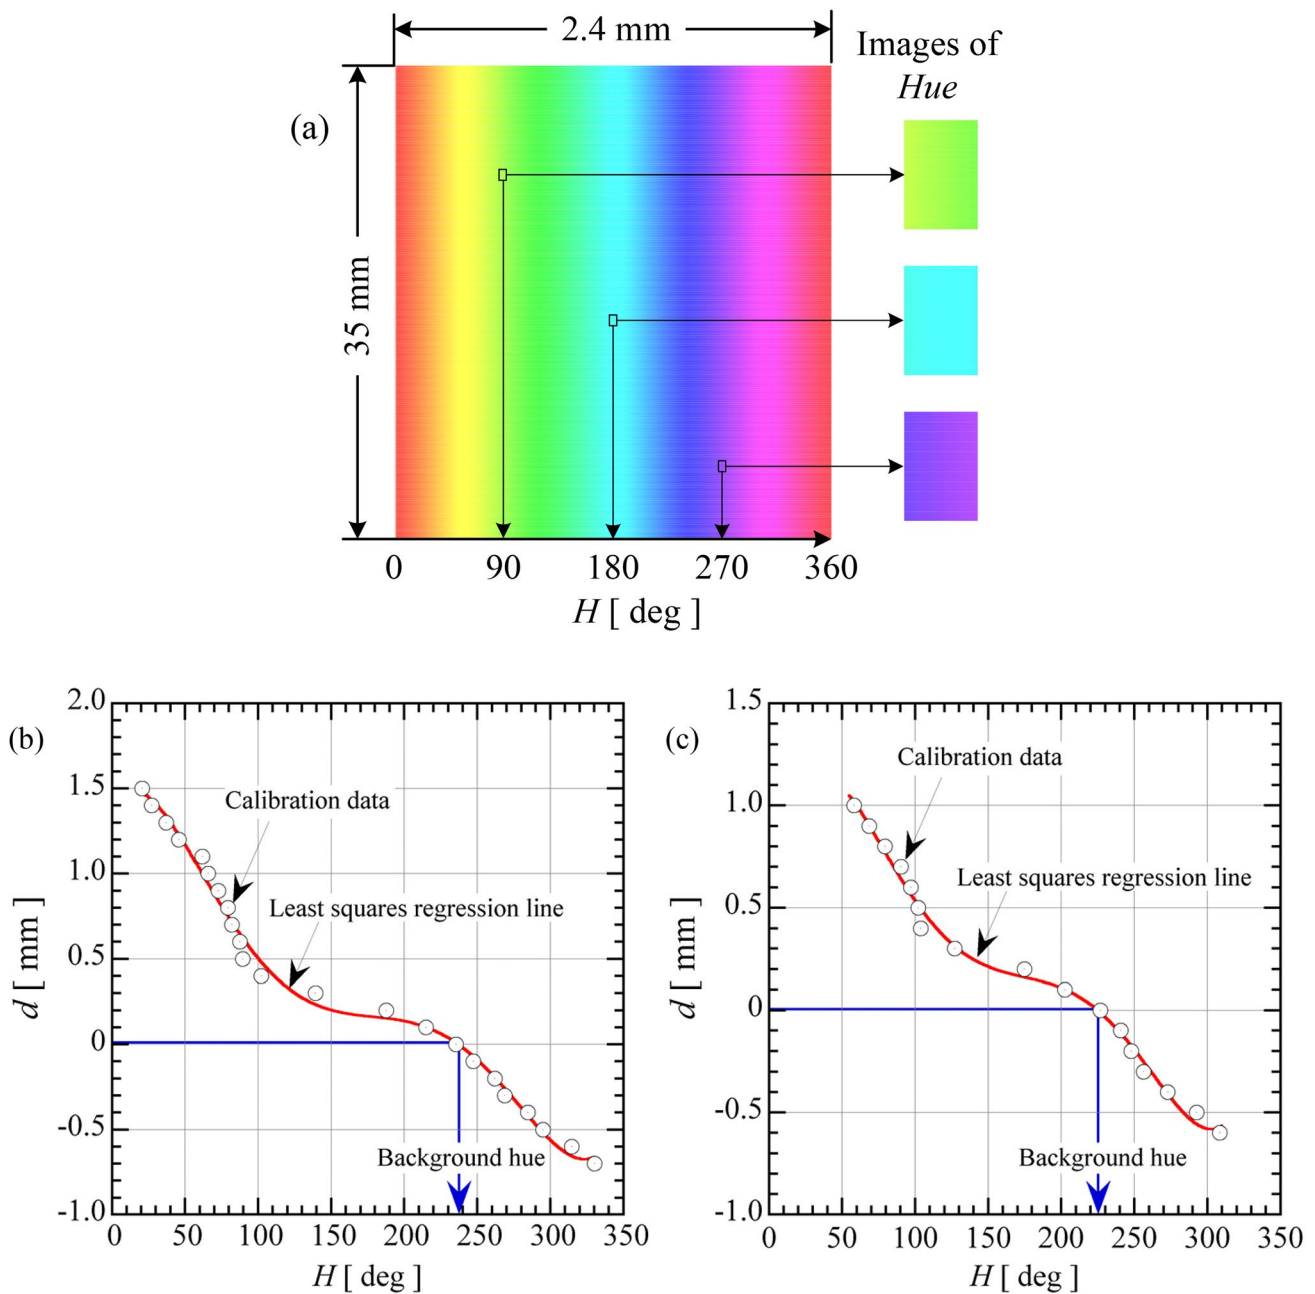 2.4 mm
Images of
Hue
(a)
35 mm
0 90 180 270 360
H [ deg ]
(b)
2.0
1.5
1.0
0.5
0
-0.5
-1.0
d [ mm ]
Calibration data
Least squares regression line
Background hue
0 50 100 150 200 250 300 350
H [ deg ]
(c)
1.5
1.0
0.5
0
-0.5
-1.0
d [ mm ]
Calibration data
Least squares regression line
Background hue
0 50 100 150 200 250 300 350
H [ deg ]